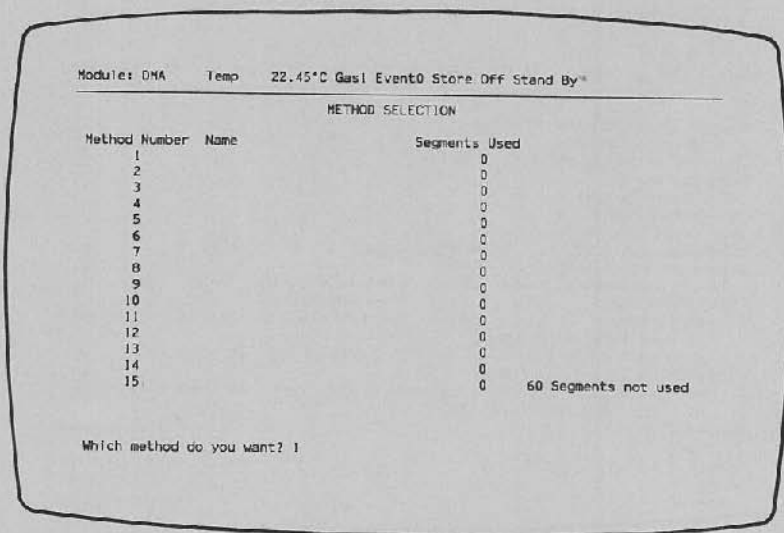 Module: DMA Temp 22.45°C Gas1 Event0 Store Off Stand By
METHOD SELECTION
Method Number Name Segments Used
1 0
2 0
3 0
4 0
5 0
6 0
7 0
8 0
9 0
10 0
11 0
12 0
13 0
14 0
15 0 60 Segments not used
Which method do you want? 1